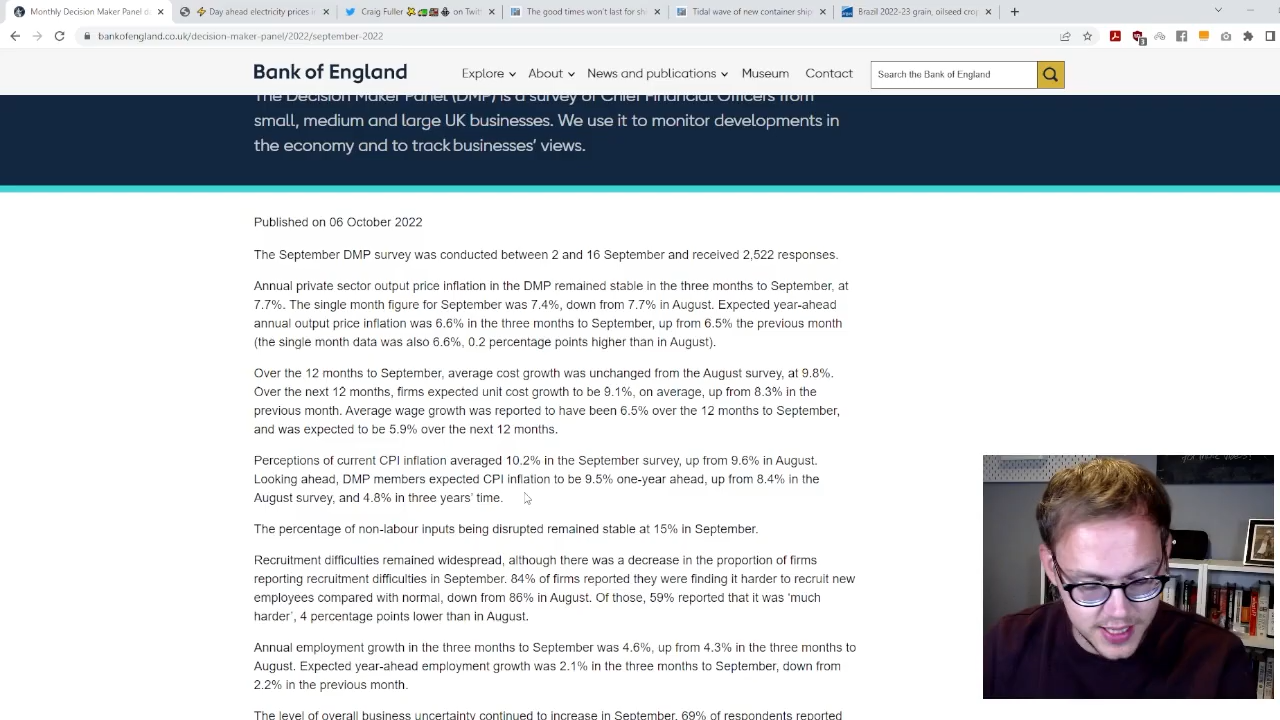 Monthly Decision Maker Panel d
Day ahead electricity prices i
Craig Fuller on Twitt
The good times won't last for sh
Tidal wave of new container ship
argus
Brazil 2022-23 grain, oilseed crop
bankofengland.co.uk/decision-maker-panel/2022/september-2022
Bank of England
Explore
About
News and publications
Museum
Contact
Search the Bank of England
The Decision Maker Panel (DMP) is a survey of Chief Financial Officers from
small, medium and large UK businesses. We use it to monitor developments in
the economy and to track businesses' views.
Published on 06 October 2022
The September DMP survey was conducted between 2 and 16 September and received 2,522 responses.
Annual private sector output price inflation in the DMP remained stable in the three months to September, at
7.7%. The single month figure for September was 7.4%, down from 7.7% in August. Expected year-ahead
annual output price inflation was 6.6% in the three months to September, up from 6.5% the previous month
(the single month data was also 6.6%, 0.2 percentage points higher than in August).
Over the 12 months to September, average cost growth was unchanged from the August survey, at 9.8%.
Over the next 12 months, firms expected unit cost growth to be 9.1%, on average, up from 8.3% in the
previous month. Average wage growth was reported to have been 6.5% over the 12 months to September,
and was expected to be 5.9% over the next 12 months.
Perceptions of current CPI inflation averaged 10.2% in the September survey, up from 9.6% in August.
Looking ahead, DMP members expected CPI inflation to be 9.5% one-year ahead, up from 8.4% in the
August survey, and 4.8% in three years' time.
The percentage of non-labour inputs being disrupted remained stable at 15% in September.
Recruitment difficulties remained widespread, although there was a decrease in the proportion of firms
reporting recruitment difficulties in September. 84% of firms reported they were finding it harder to recruit new
employees compared with normal, down from 86% in August. Of those, 59% reported that it was 'much
harder', 4 percentage points lower than in August.
Annual employment growth in the three months to September was 4.6%, up from 4.3% in the three months to
August. Expected year-ahead employment growth was 2.1% in the three months to September, down from
2.2% in the previous month.
The level of overall business uncertainty continued to increase in September. 69% of respondents reported